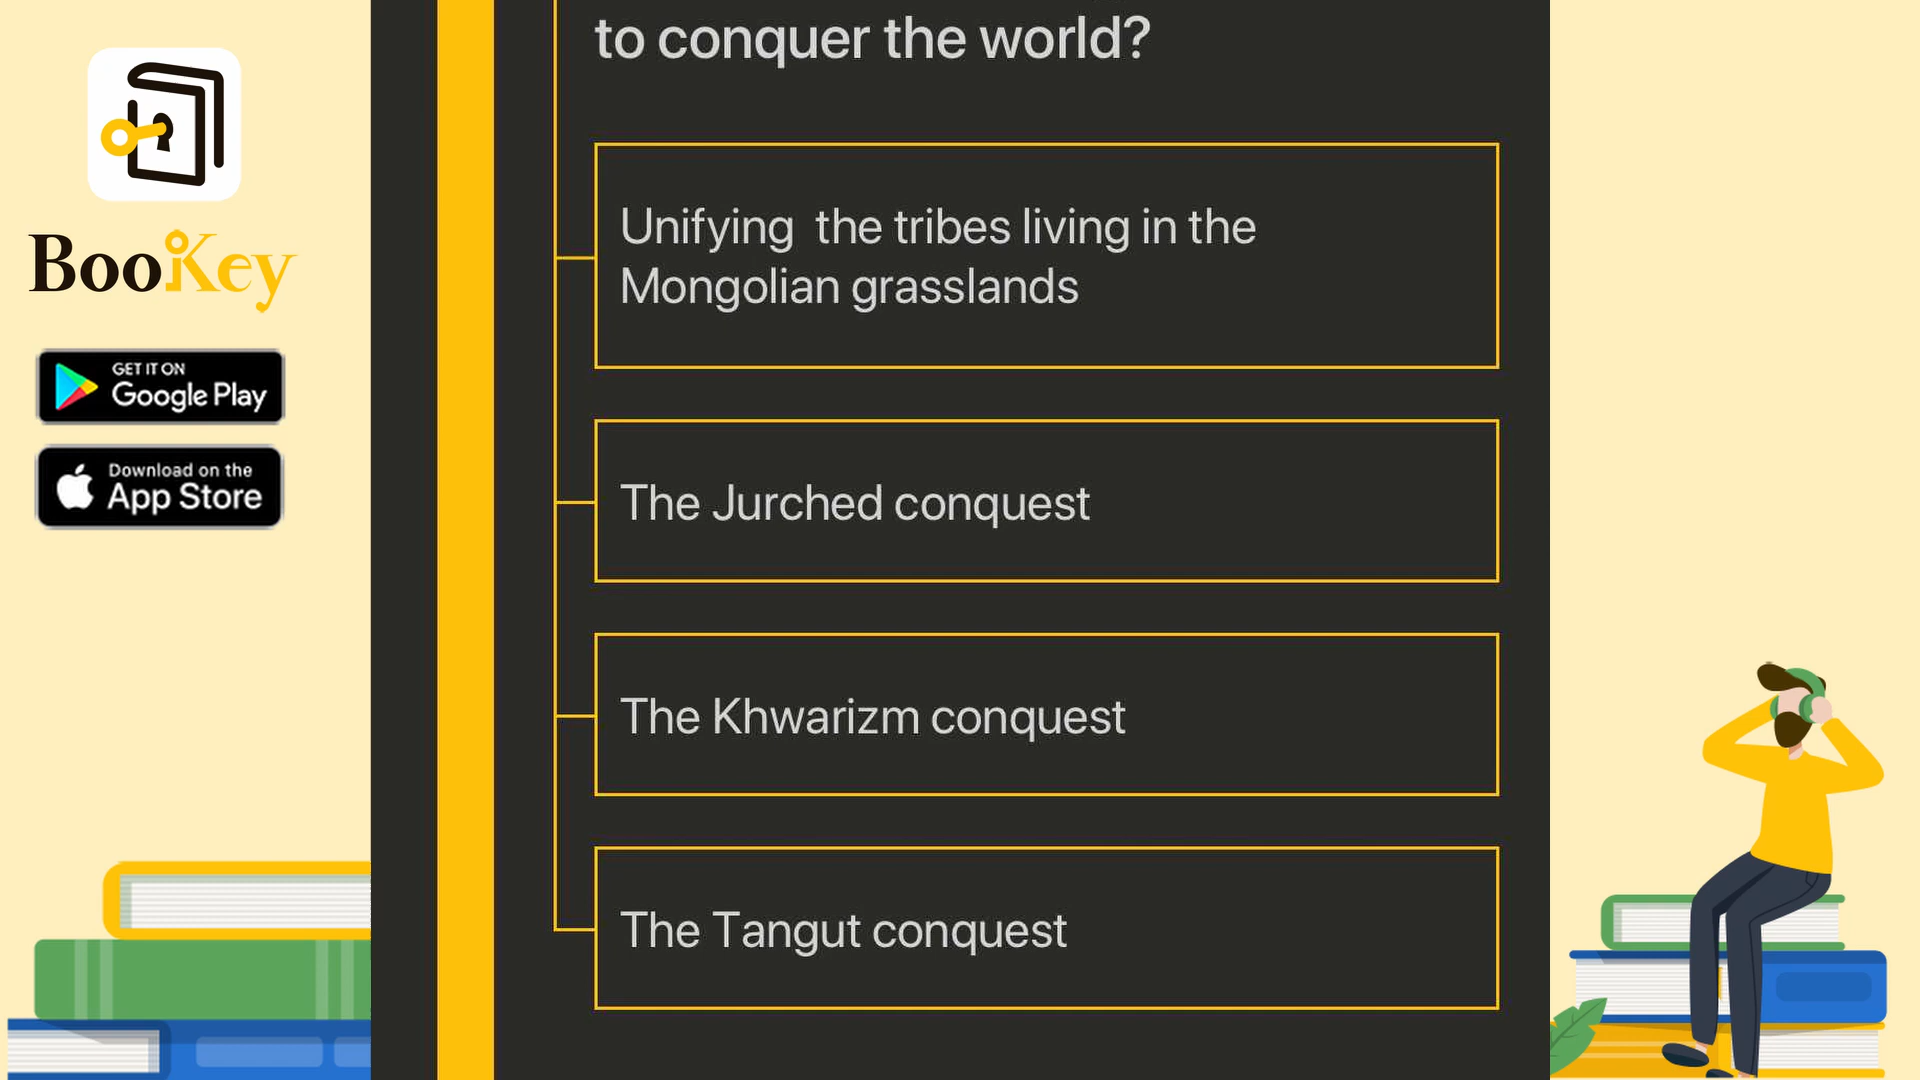 BooKey
GET IT ON
Google Play
Download on the
App Store
to conquer the world?
Unifying  the tribes living in the
Mongolian grasslands
The Jurched conquest
The Khwarizm conquest
The Tangut conquest